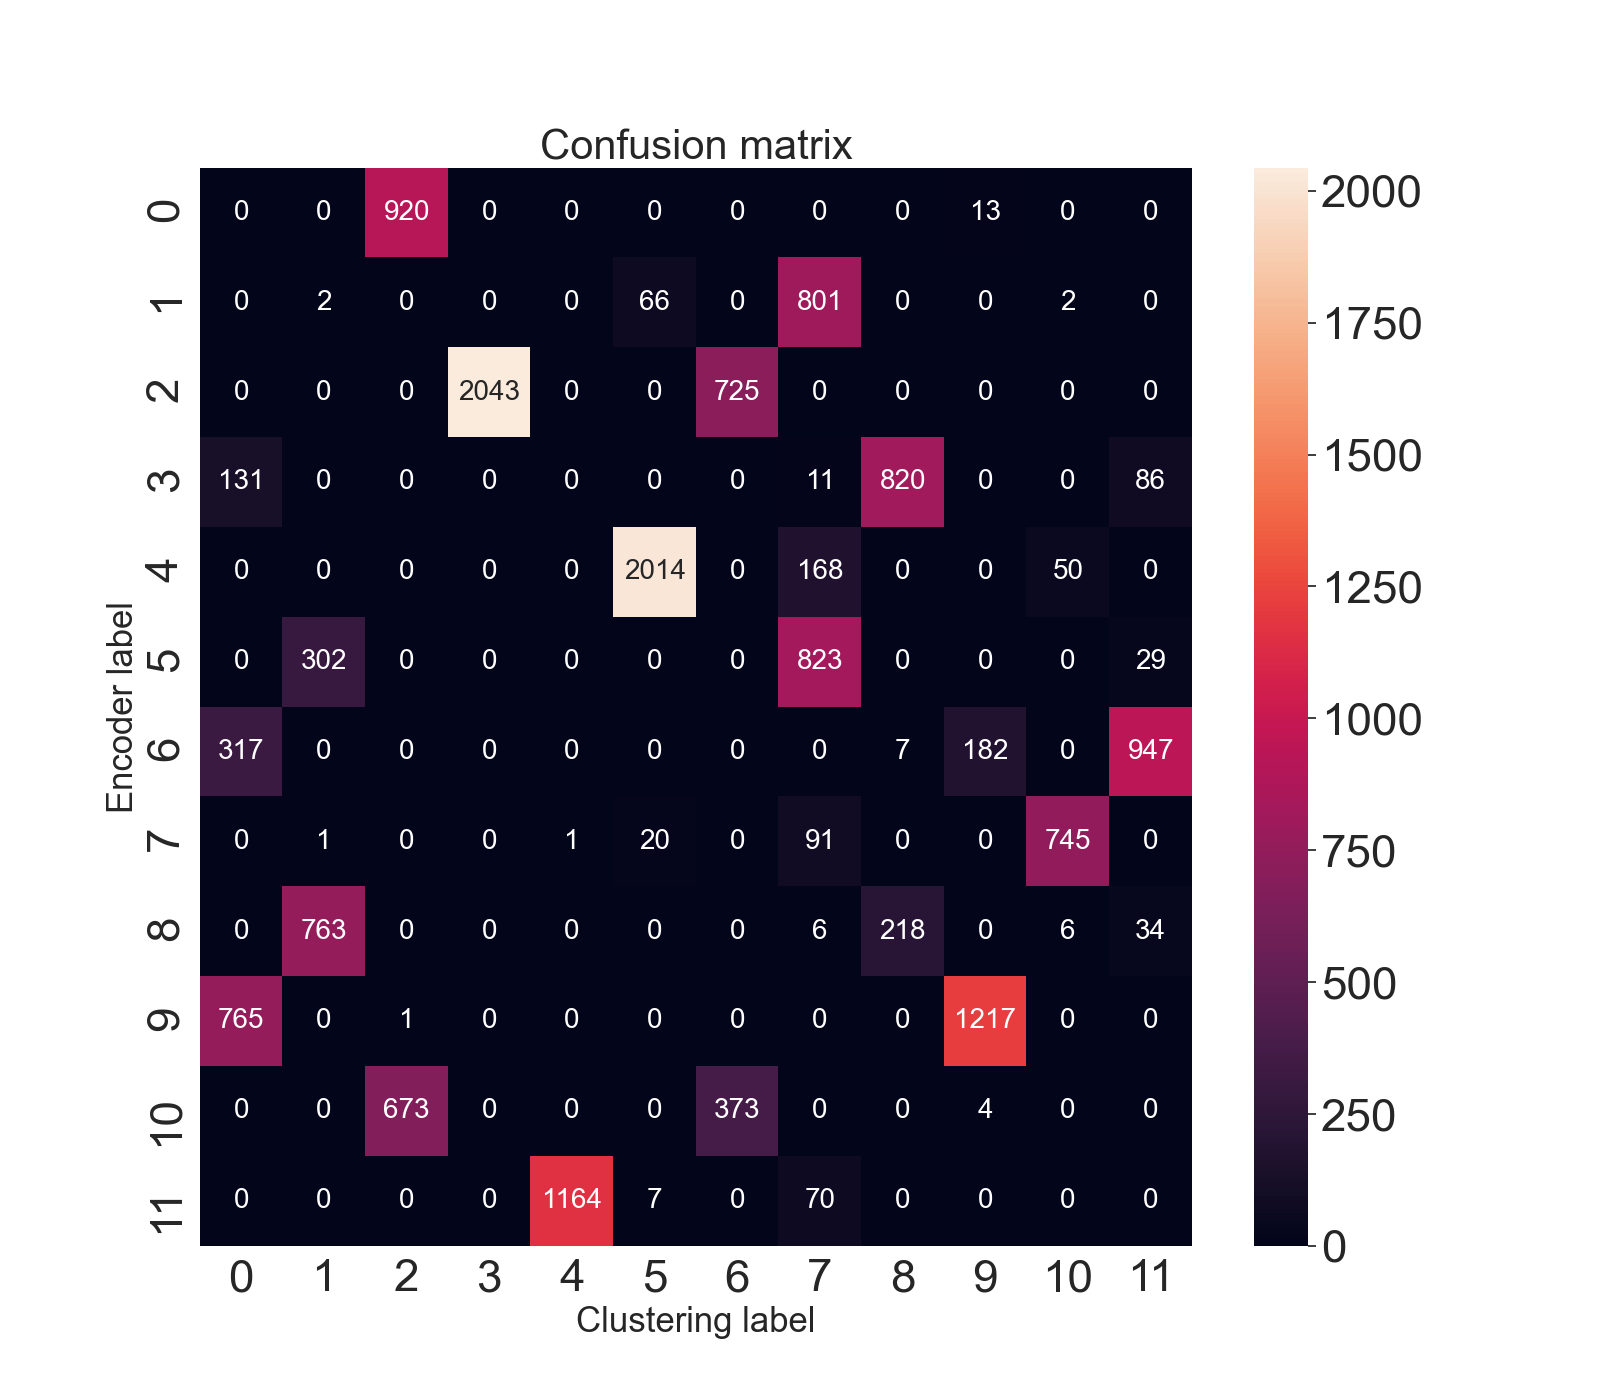 Confusion matrix
0 0 0 920 0 0 0 0 0 0 13 0 0
1 0 2 0 0 0 66 0 801 0 0 2 0
2 0 0 0 2043 0 0 725 0 0 0 0 0
3 131 0 0 0 0 0 0 11 820 0 0 86
4 0 0 0 0 0 2014 0 168 0 0 50 0
5 0 302 0 0 0 0 0 823 0 0 0 29
6 317 0 0 0 0 0 0 0 7 182 0 947
7 0 1 0 0 1 20 0 91 0 0 745 0
8 0 763 0 0 0 0 0 6 218 0 6 34
9 765 0 1 0 0 0 0 0 0 1217 0 0
10 0 0 673 0 0 0 373 0 0 4 0 0
11 0 0 0 0 1164 7 0 70 0 0 0 0
0 1 2 3 4 5 6 7 8 9 10 11
Clustering label
Encoder label
2000
1750
1500
1250
1000
750
500
250
0